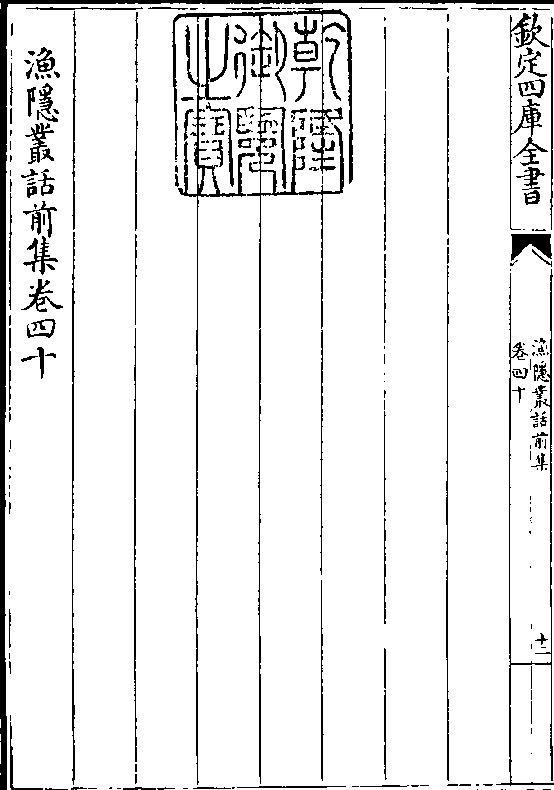 欽定四庫全書
漁隱叢話前集
卷四十
十二
乾隆御覽之寶
漁隱叢話前集卷四十